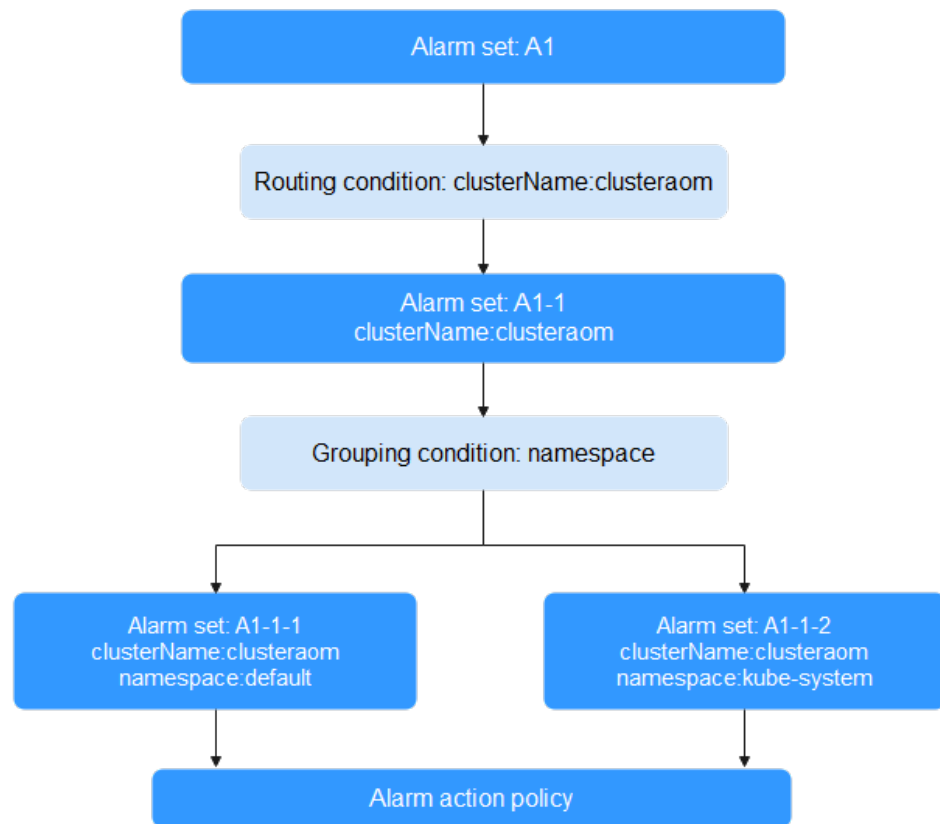 Alarm set: A1
Routing condition: clusterName:clusteraom
Alarm set: A1-1
clusterName:clusteraom
Grouping condition: namespace
Alarm set: A1-1-1
clusterName:clusteraom
namespace:default
Alarm set: A1-1-2
clusterName:clusteraom
namespace:kube-system
Alarm action policy